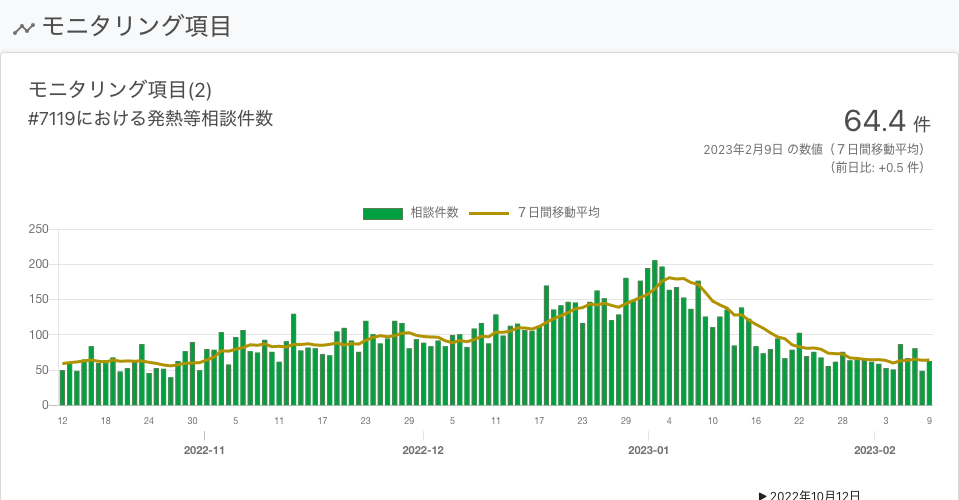 モニタリング項目
モニタリング項目(2)
#7119における発熱等相談件数
64.4 件
2023年2月9日 の数値（７日間移動平均）
（前日比: +0.5 件）
相談件数 ７日間移動平均
250
200
150
100
50
0
12 18 24 30 5 11 17 23 29 5 11 17 23 29 4 10 16 22 28 3 9
2022-11 2022-12 2023-01 2023-02
▶ 2022年10月12日